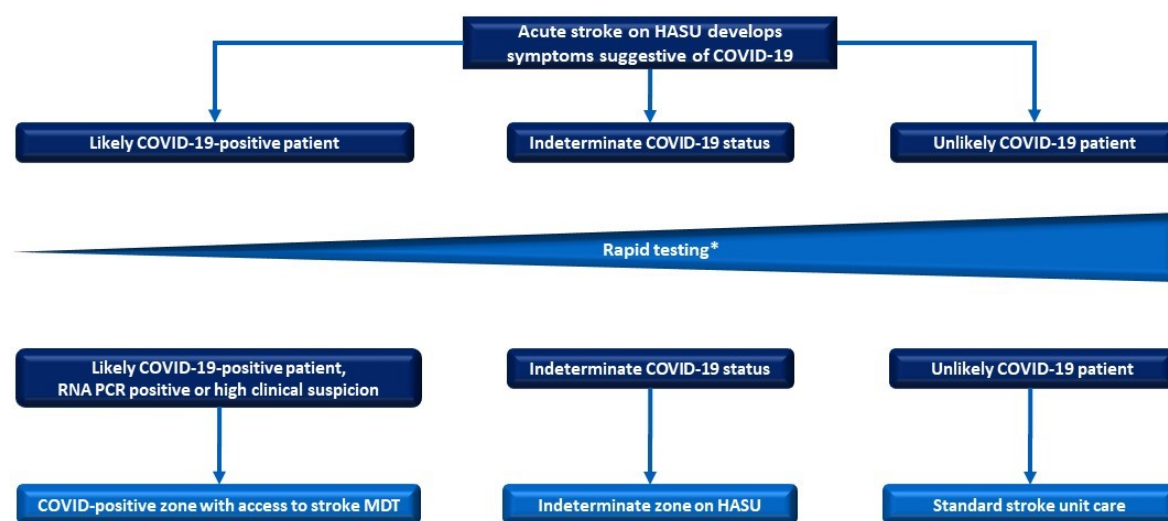 Acute stroke on HASU develops
symptoms suggestive of COVID-19
Likely COVID-19-positive patient
Indeterminate COVID-19 status
Unlikely COVID-19 patient
Rapid testing*
Likely COVID-19-positive patient,
RNA PCR positive or high clinical suspicion
Indeterminate COVID-19 status
Unlikely COVID-19 patient
COVID-positive zone with access to stroke MDT
Indeterminate zone on HASU
Standard stroke unit care